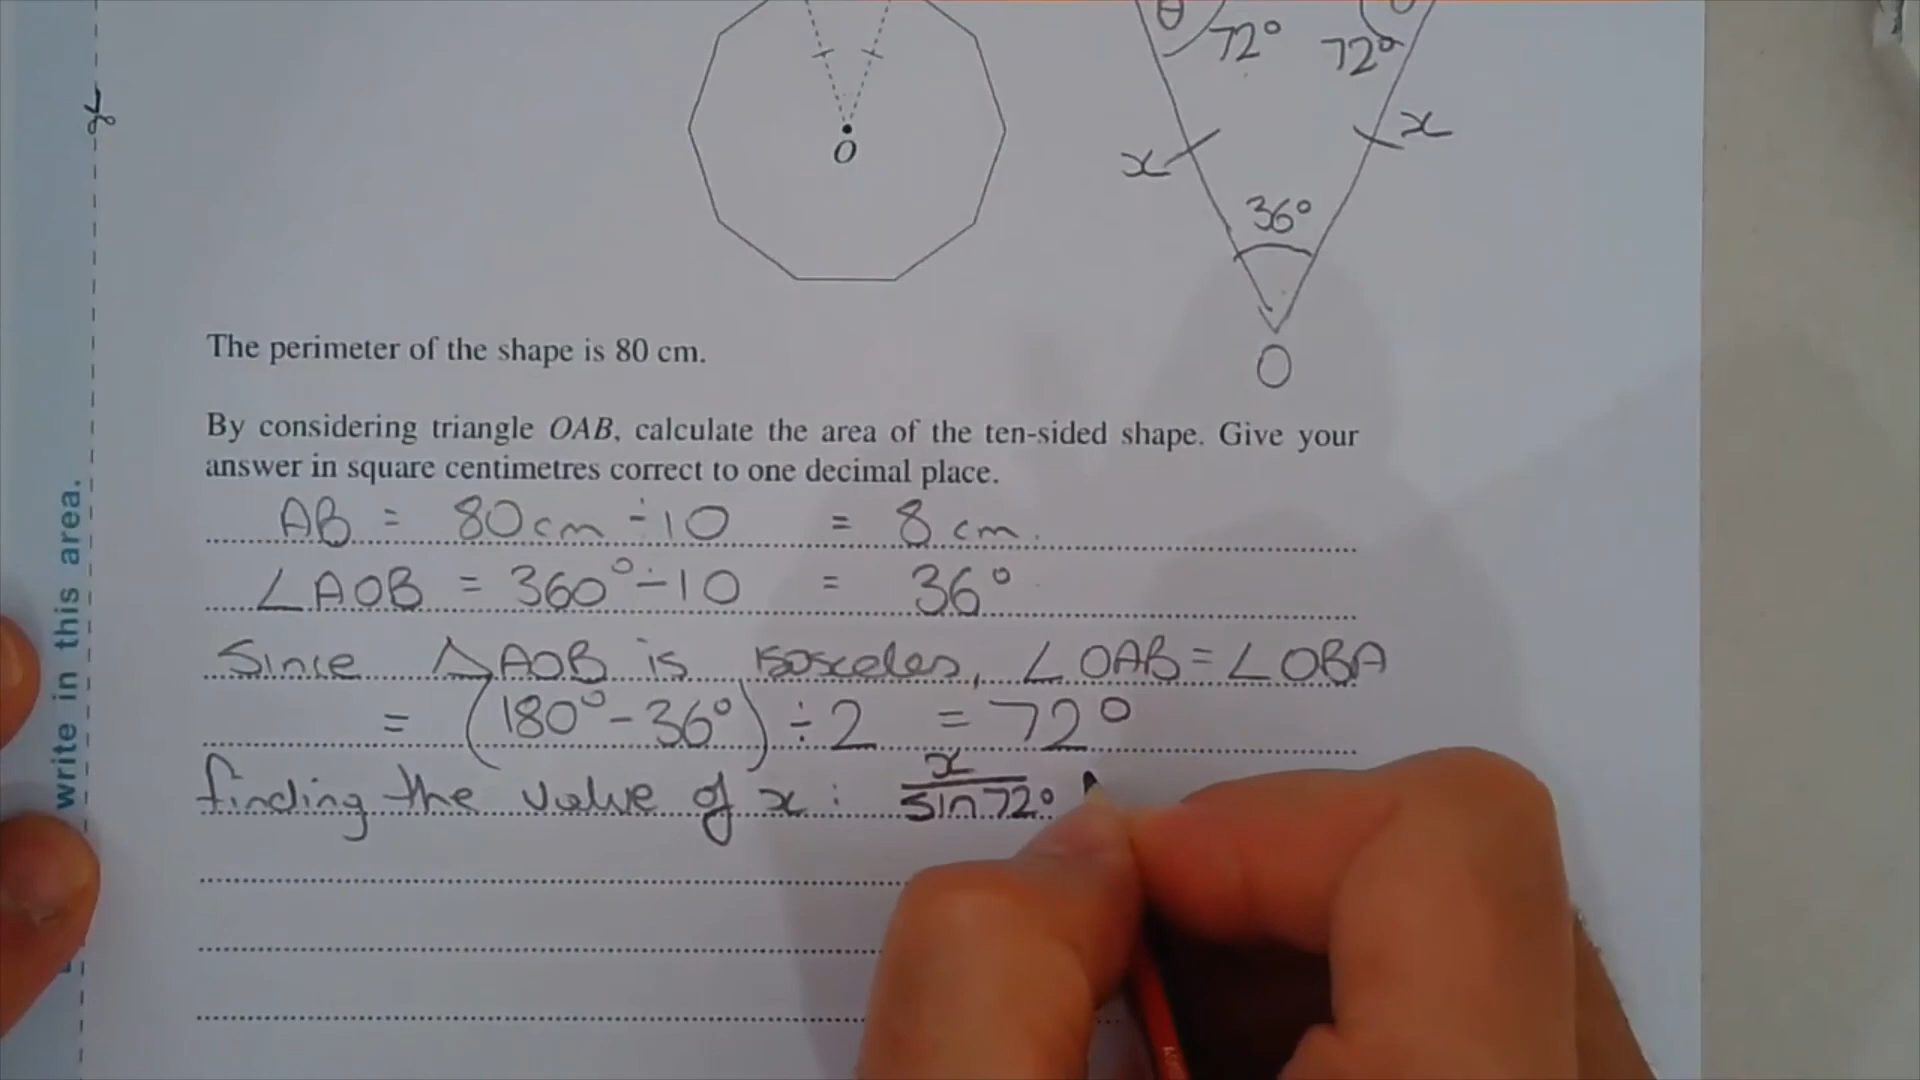 θ
72°
72°
x
x
O
36°
O
The perimeter of the shape is 80 cm.
By considering triangle OAB, calculate the area of the ten-sided shape. Give your
answer in square centimetres correct to one decimal place.
AB = 80cm ÷ 10 = 8 cm.
∠AOB = 360° ÷ 10 = 36°
Since △AOB is isosceles, ∠OAB = ∠OBA
= (180° - 36°) ÷ 2 = 72°
finding the value of x : x/sin 72°
write in this area.